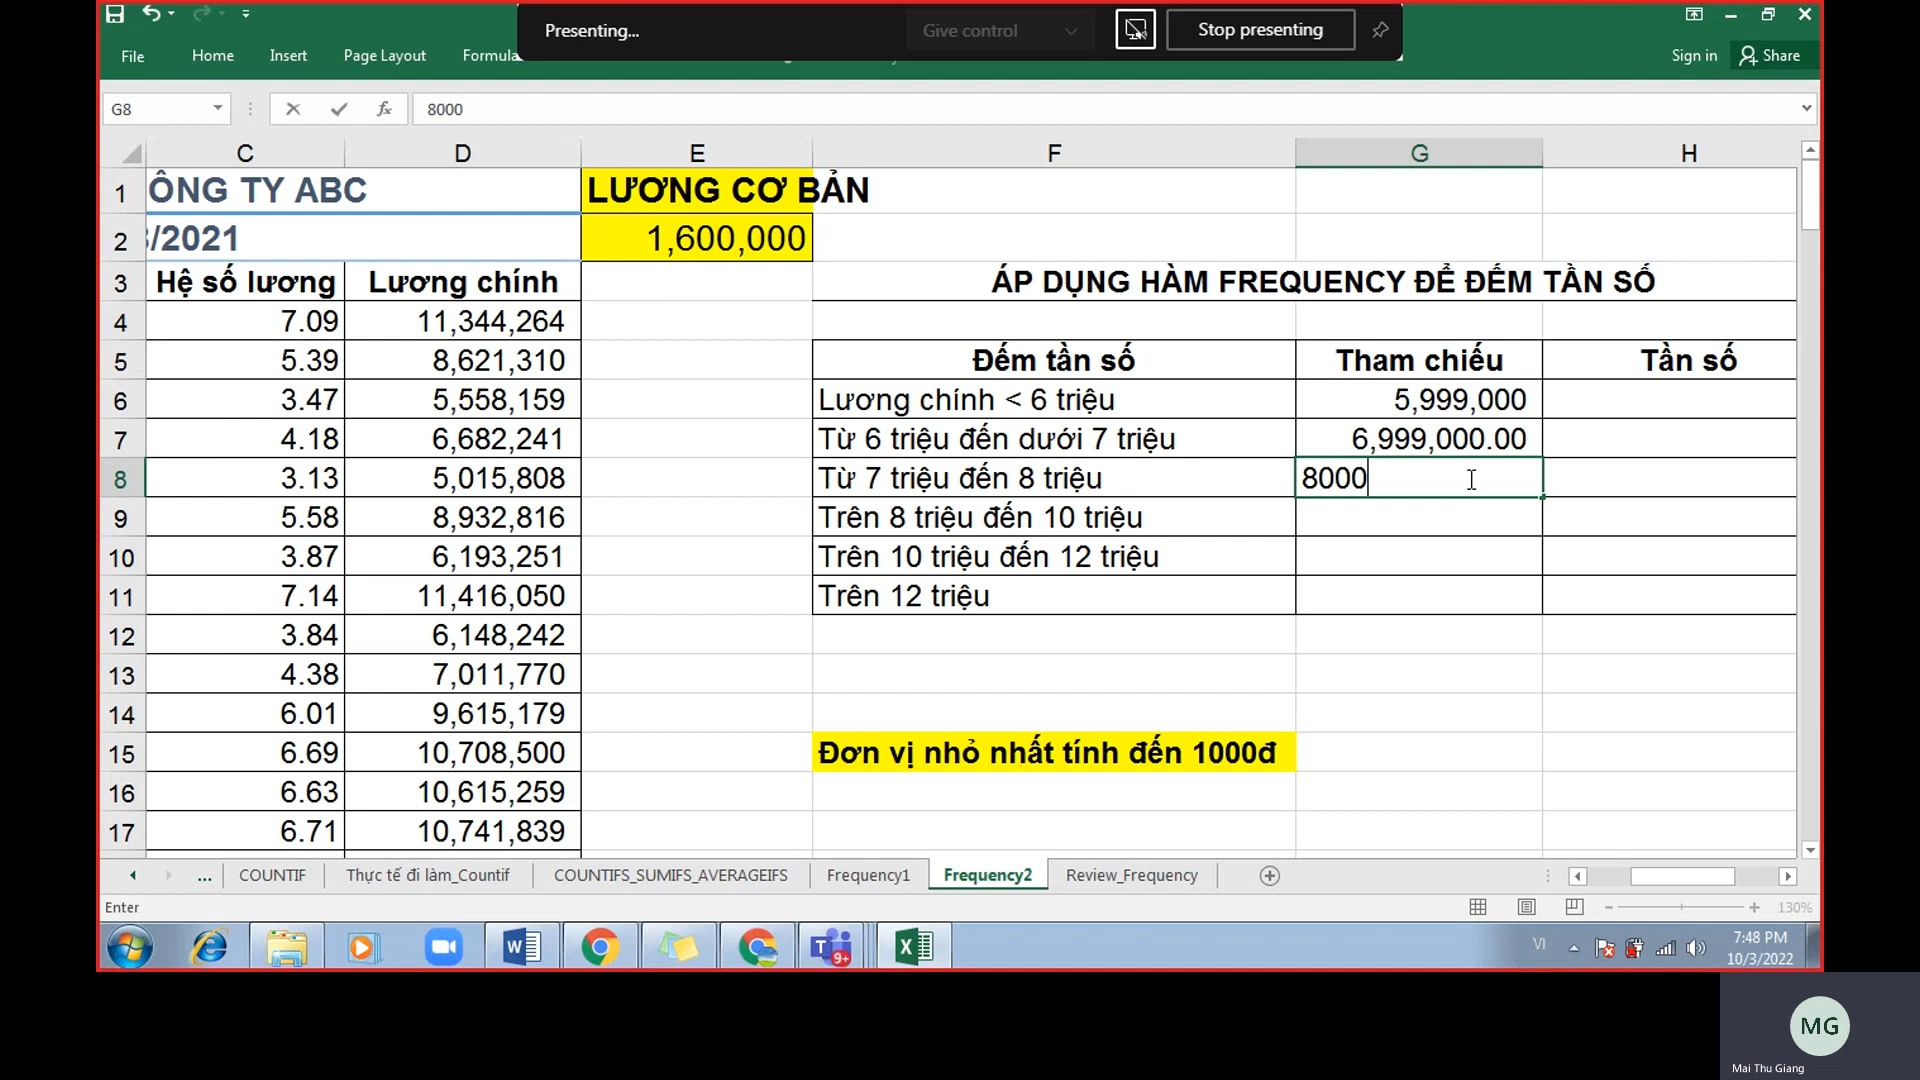 Presenting...
Give control
Stop presenting
File
Home
Insert
Page Layout
Formula
Sign in
Share
G8
fx
8000
C D E F G H
1 ÔNG TY ABC LƯƠNG CƠ BẢN
2 /2021 1,600,000
3 Hệ số lương Lương chính ÁP DỤNG HÀM FREQUENCY ĐỂ ĐẾM TẦN SỐ
4 7.09 11,344,264
5 5.39 8,621,310 Đếm tần số Tham chiếu Tần số
6 3.47 5,558,159 Lương chính < 6 triệu 5,999,000
7 4.18 6,682,241 Từ 6 triệu đến dưới 7 triệu 6,999,000.00
8 3.13 5,015,808 Từ 7 triệu đến 8 triệu 8000
9 5.58 8,932,816 Trên 8 triệu đến 10 triệu
10 3.87 6,193,251 Trên 10 triệu đến 12 triệu
11 7.14 11,416,050 Trên 12 triệu
12 3.84 6,148,242
13 4.38 7,011,770
14 6.01 9,615,179
15 6.69 10,708,500 Đơn vị nhỏ nhất tính đến 1000đ
16 6.63 10,615,259
17 6.71 10,741,839
... COUNTIF Thực tế đi làm_Countif COUNTIFS_SUMIFS_AVERAGEIFS Frequency1 Frequency2 Review_Frequency
Enter
130%
9+
VI
7:48 PM
10/3/2022
MG
Mai Thu Giang